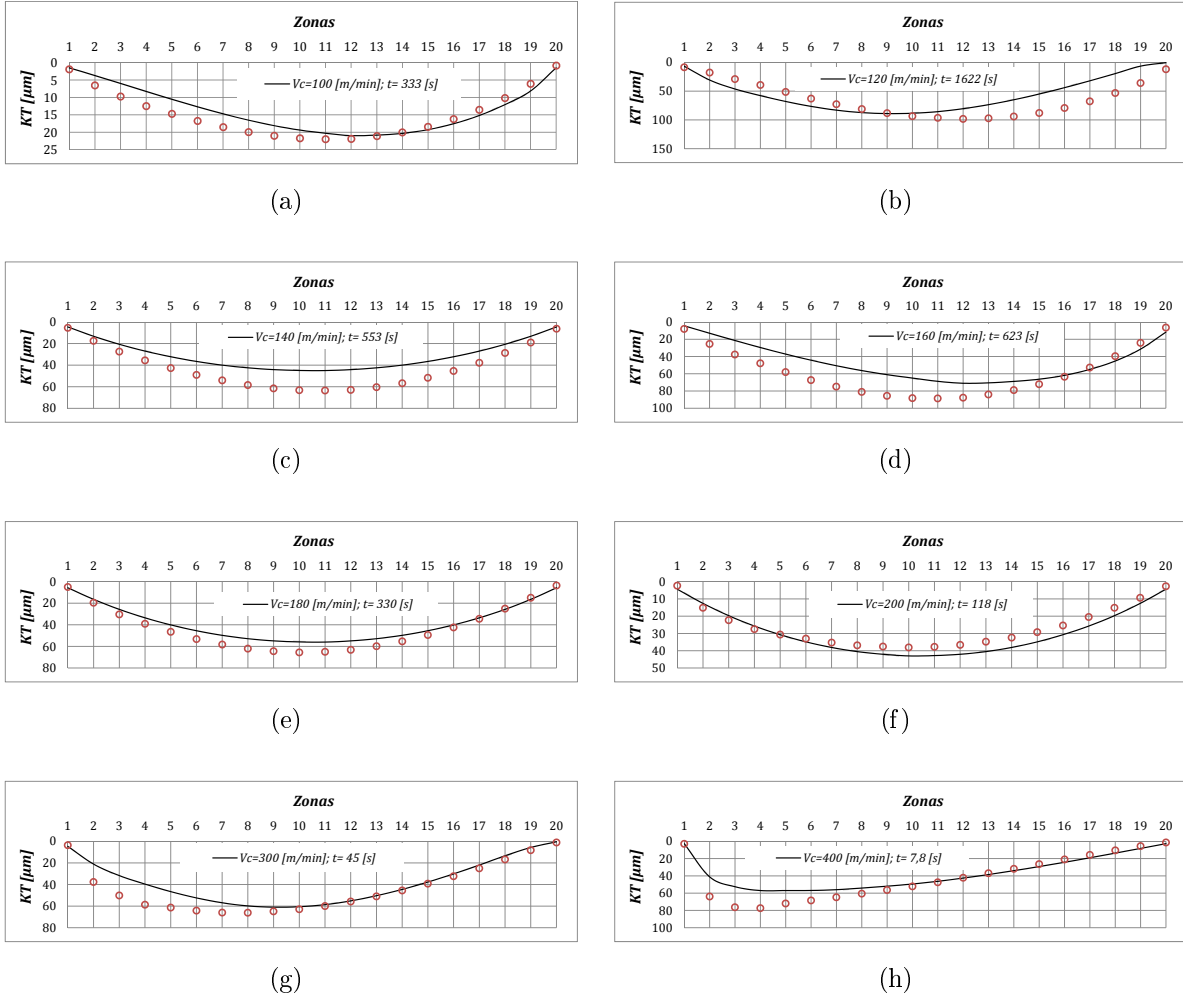 Zonas
1 2 3 4 5 6 7 8 9 10 11 12 13 14 15 16 17 18 19 20
0
5
10
15
20
25
KT [µm]
Vc=100 [m/min]; t= 333 [s]
(a)
Zonas
1 2 3 4 5 6 7 8 9 10 11 12 13 14 15 16 17 18 19 20
0
50
100
150
KT [µm]
Vc=120 [m/min]; t= 1622 [s]
(b)
Zonas
1 2 3 4 5 6 7 8 9 10 11 12 13 14 15 16 17 18 19 20
0
20
40
60
80
KT [µm]
Vc=140 [m/min]; t= 553 [s]
(c)
Zonas
1 2 3 4 5 6 7 8 9 10 11 12 13 14 15 16 17 18 19 20
0
20
40
60
80
100
KT [µm]
Vc=160 [m/min]; t= 623 [s]
(d)
Zonas
1 2 3 4 5 6 7 8 9 10 11 12 13 14 15 16 17 18 19 20
0
20
40
60
80
KT [µm]
Vc=180 [m/min]; t= 330 [s]
(e)
Zonas
1 2 3 4 5 6 7 8 9 10 11 12 13 14 15 16 17 18 19 20
0
10
20
30
40
50
KT [µm]
Vc=200 [m/min]; t= 118 [s]
(f)
Zonas
1 2 3 4 5 6 7 8 9 10 11 12 13 14 15 16 17 18 19 20
0
20
40
60
80
KT [µm]
Vc=300 [m/min]; t= 45 [s]
(g)
Zonas
1 2 3 4 5 6 7 8 9 10 11 12 13 14 15 16 17 18 19 20
0
20
40
60
80
100
KT [µm]
Vc=400 [m/min]; t= 7,8 [s]
(h)